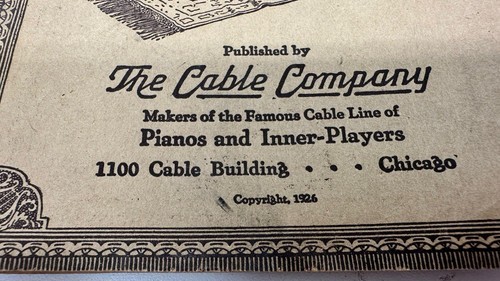 Published by
The Cable Company
Makers of the Famous Cable Line of
Pianos and Inner-Players
1100 Cable Building · · · Chicago
Copyright, 1926